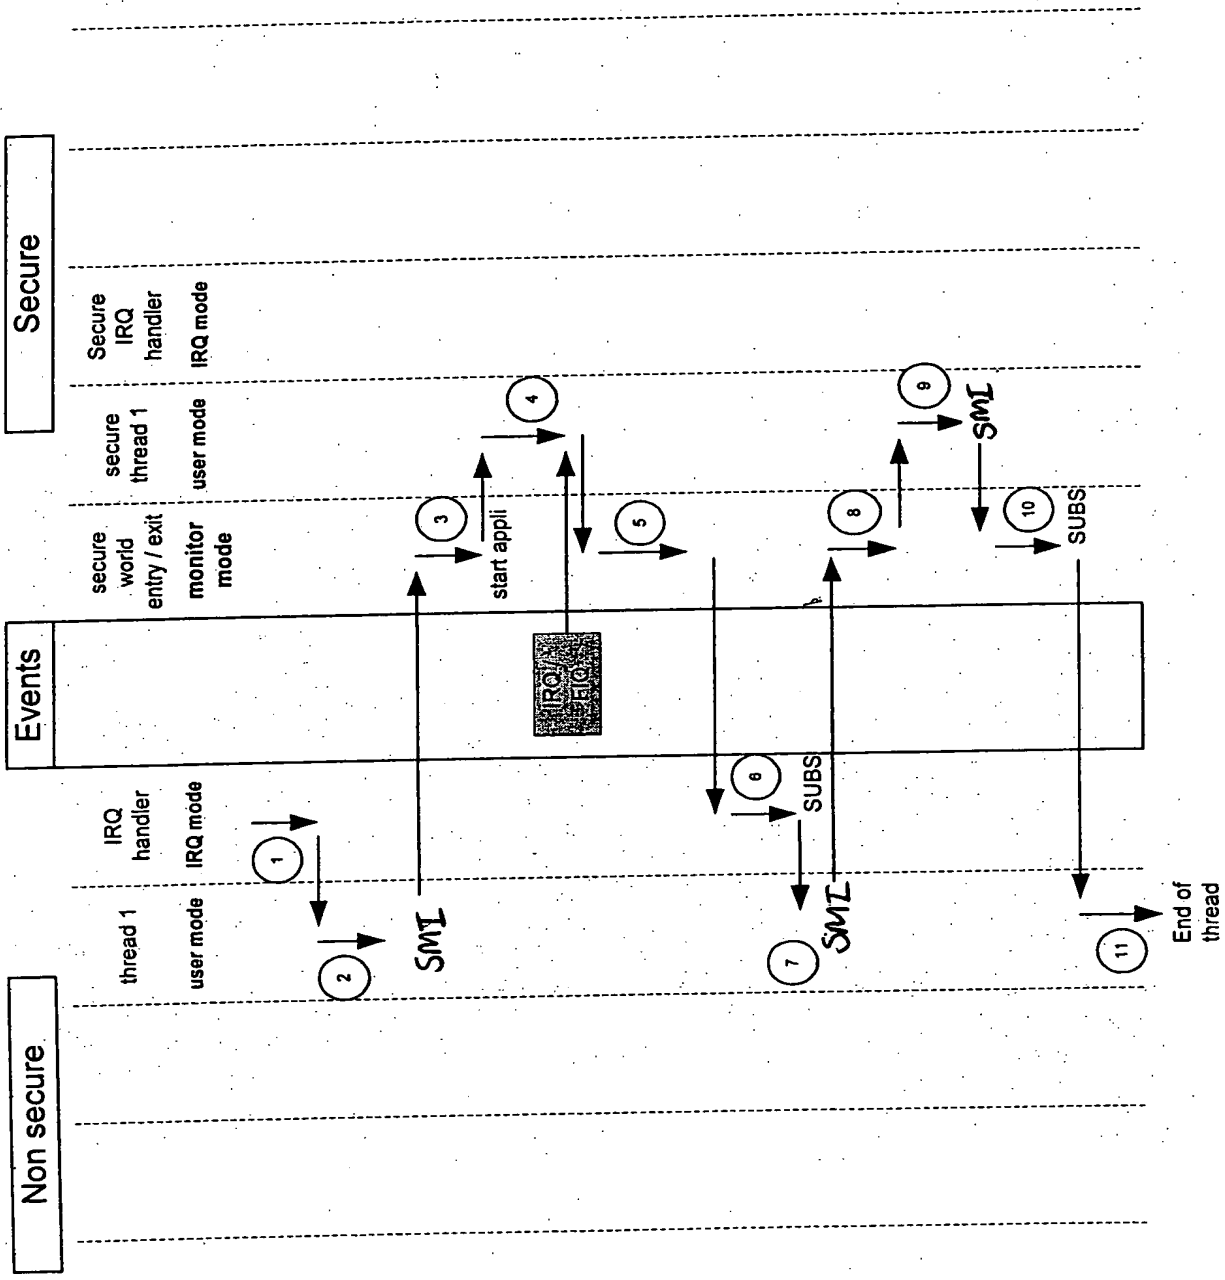 Non secure
Events
Secure
thread 1
user mode
IRQ
handler
IRQ mode
secure
world
entry / exit
monitor
mode
secure
thread 1
user mode
Secure
IRQ
handler
IRQ mode
1
2
SMI
3
start appli
4
IRQ /
FIQ
5
6
SUBS
7
SMI
8
9
SMI
10
SUBS
11
End of
thread